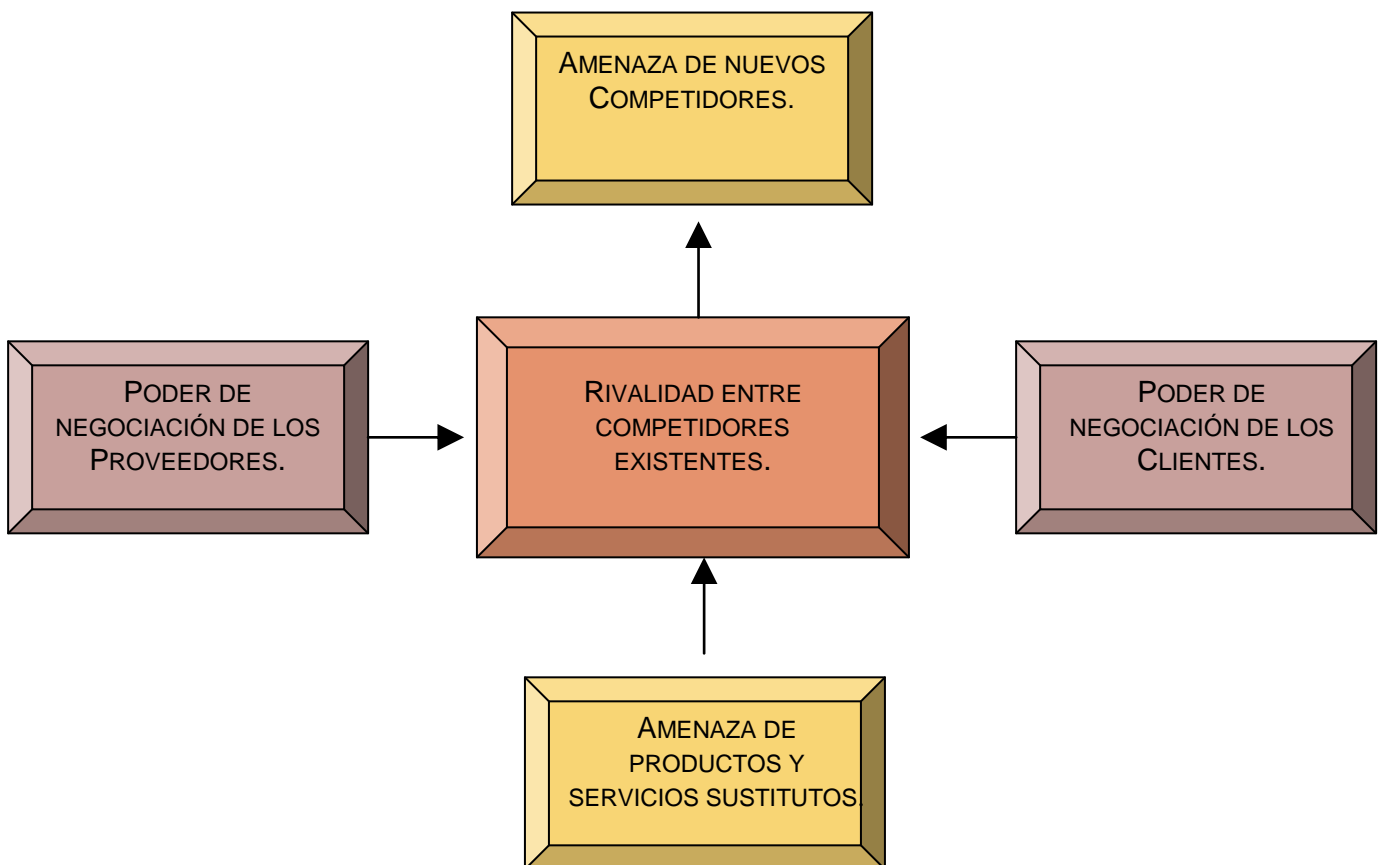 AMENAZA DE NUEVOS
COMPETIDORES.
PODER DE
NEGOCIACIÓN DE LOS
PROVEEDORES.
RIVALIDAD ENTRE
COMPETIDORES
EXISTENTES.
PODER DE
NEGOCIACIÓN DE LOS
CLIENTES.
AMENAZA DE
PRODUCTOS Y
SERVICIOS SUSTITUTOS.